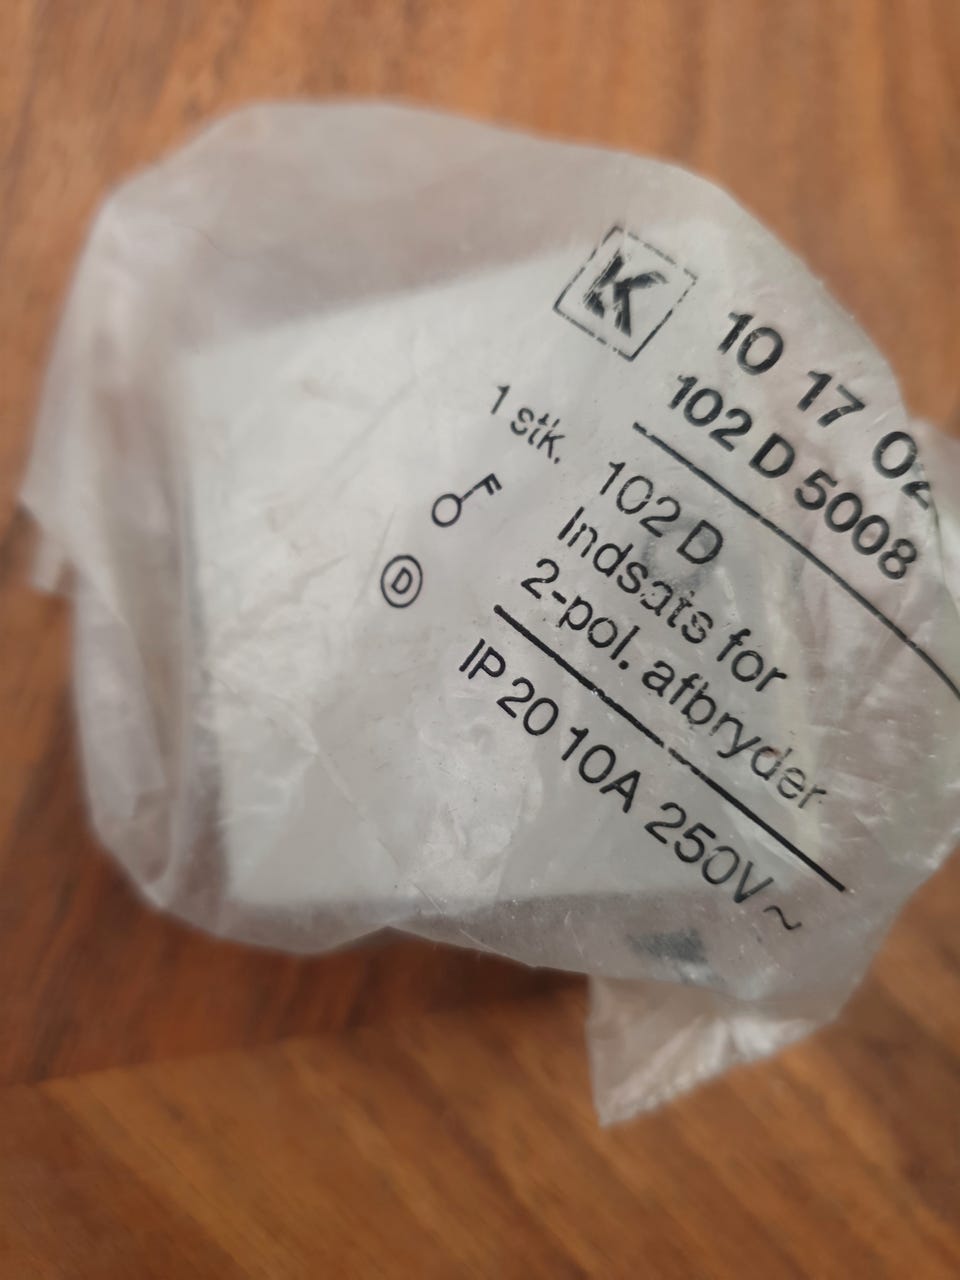 K
10 17 02
102 D 5008
1 stk.
102 D
Indsats for
2-pol. afbryder
D
IP 20 10A 250V~